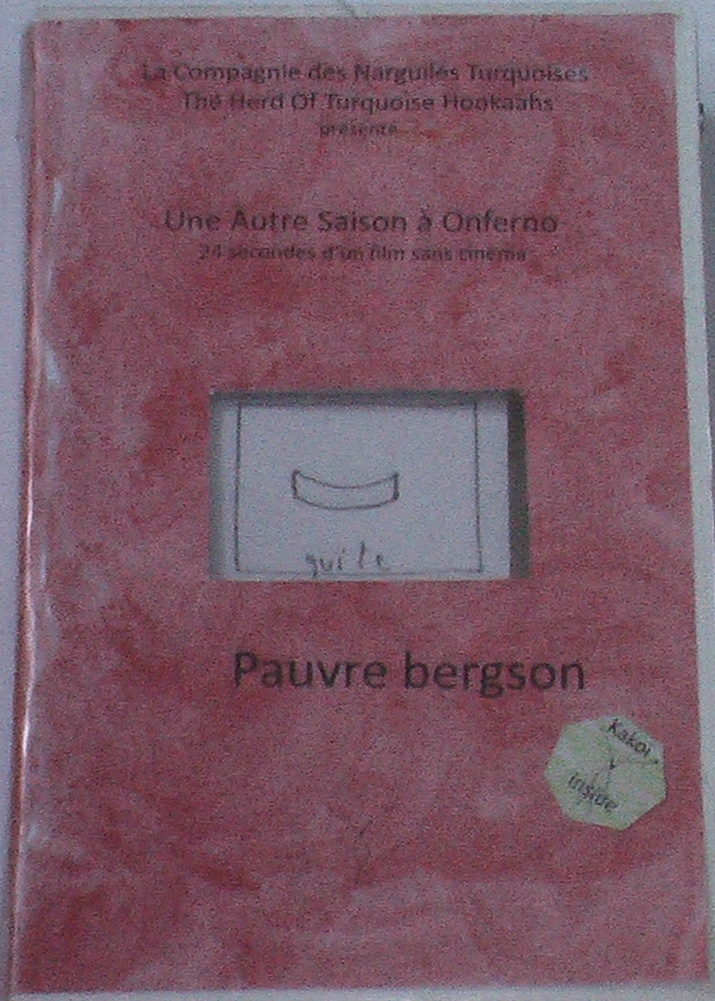 La Compagnie des Narguilés Turquoises
The Herd Of Turquoise Hookaahs
présente
Une Autre Saison à Onferno
24 secondes d'un film sans cinéma
Pauvre bergson
Kakoi
inside